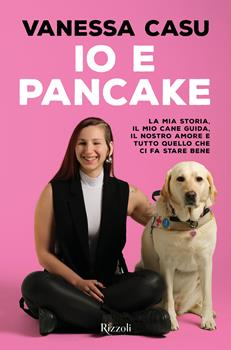 VANESSA CASU
IO E
PANCAKE
LA MIA STORIA,
IL MIO CANE GUIDA,
IL NOSTRO AMORE E
TUTTO QUELLO CHE
CI FA STARE BENE
Rizzoli